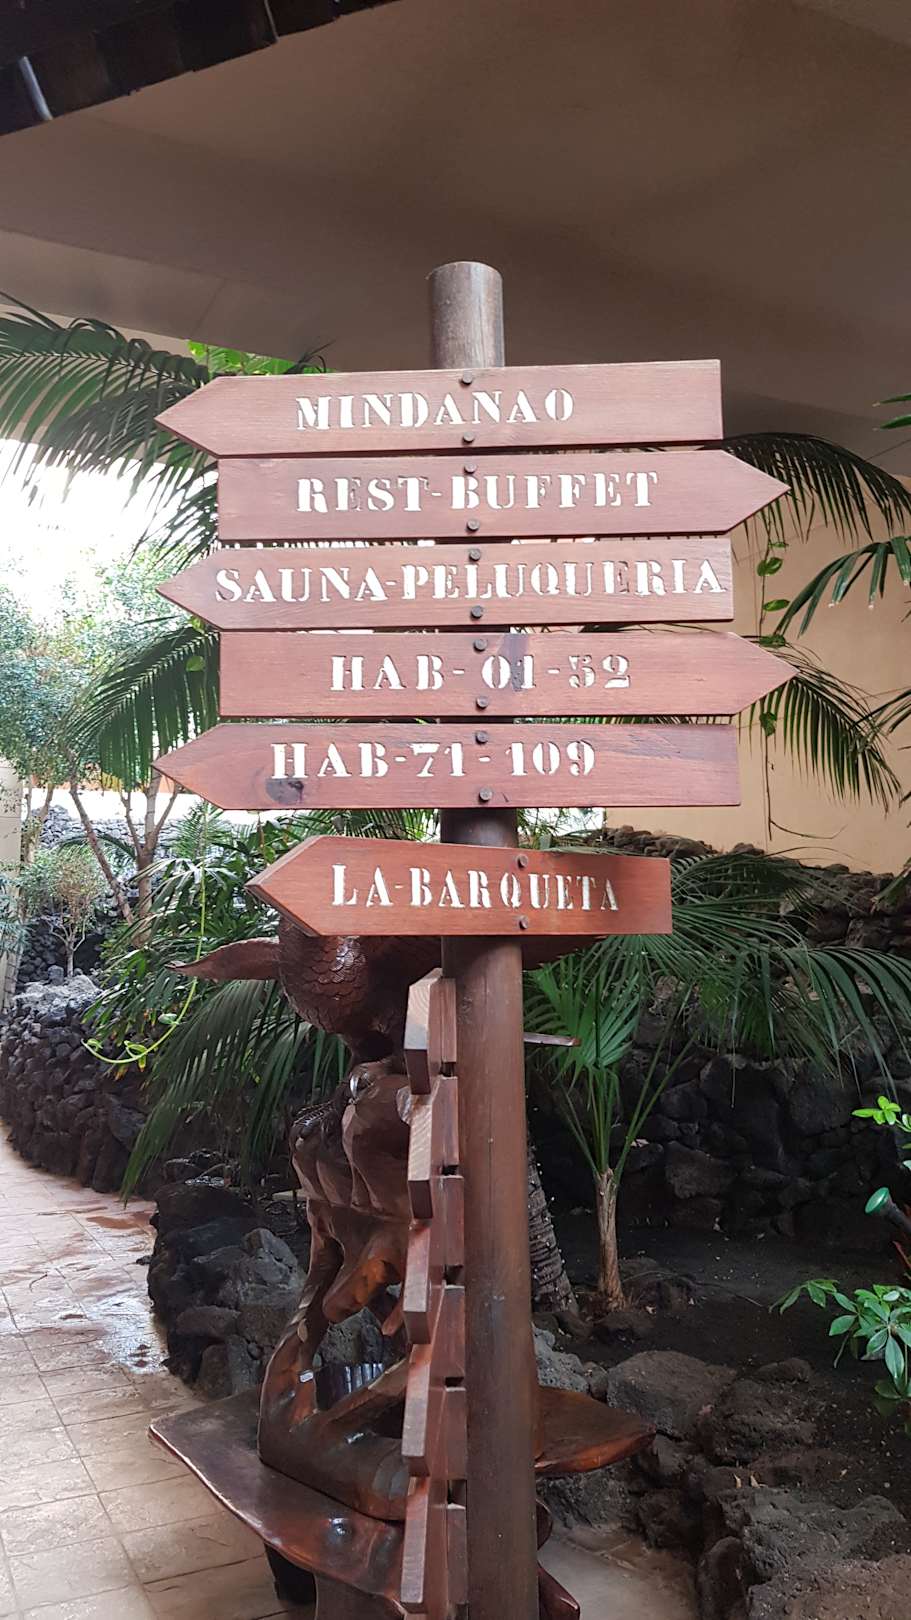 MINDANAO
REST-BUFFET
SAUNA-PELUQUERIA
HAB-01-52
HAB-71-109
LA-BARQUETA